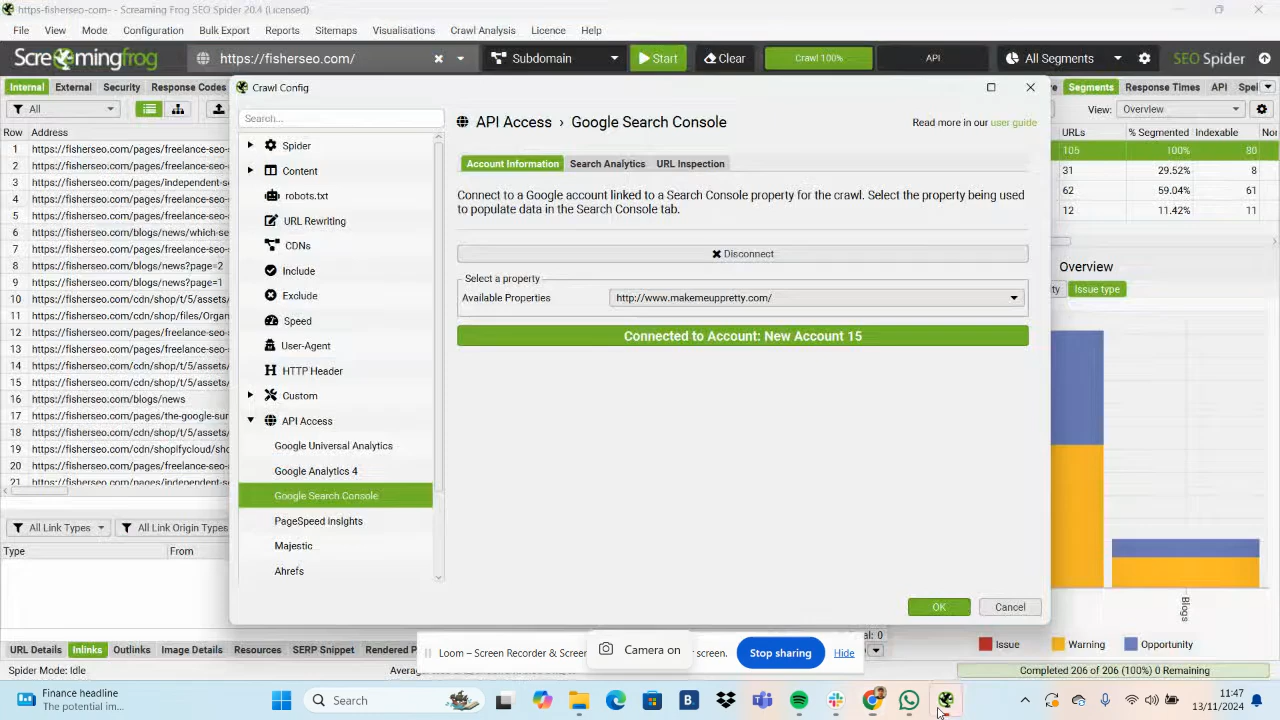 https-fisherseo-com- - Screaming Frog SEO Spider 20.4 (Licensed)
File View Mode Configuration Bulk Export Reports Sitemaps Visualisations Crawl Analysis Licence Help
ScreamingFrog https://fisherseo.com/ Subdomain Start Clear Crawl 100% API All Segments SEO Spider
Internal External Security Response Codes
Segments Response Times API Spel
All
View: Overview
Row Address
1 https://fisherseo.com/pages/freelance-seo-
2 https://fisherseo.com/blogs/news/what-are-
3 https://fisherseo.com/pages/independent-s
4 https://fisherseo.com/pages/freelance-seo-
5 https://fisherseo.com/pages/freelance-seo-
6 https://fisherseo.com/blogs/news/which-se
7 https://fisherseo.com/pages/freelance-seo-
8 https://fisherseo.com/blogs/news?page=2
9 https://fisherseo.com/blogs/news?page=1
10 https://fisherseo.com/cdn/shop/t/5/assets/
11 https://fisherseo.com/cdn/shop/files/Organ
12 https://fisherseo.com/cdn/shop/t/5/assets/
13 https://fisherseo.com/pages/freelance-seo-
14 https://fisherseo.com/cdn/shop/t/5/assets/
15 https://fisherseo.com/cdn/shop/t/5/assets/
16 https://fisherseo.com/blogs/news
17 https://fisherseo.com/pages/the-google-sur
18 https://fisherseo.com/cdn/shop/t/5/assets/
19 https://fisherseo.com/cdn/shopifycloud/sho
20 https://fisherseo.com/pages/freelance-seo-
21 https://fisherseo.com/pages/independent-s
All Link Types All Link Origin Types
Type From
Crawl Config
Search...
Spider
Content
robots.txt
URL Rewriting
CDNs
Include
Exclude
Speed
User-Agent
HTTP Header
Custom
API Access
Google Universal Analytics
Google Analytics 4
Google Search Console
PageSpeed Insights
Majestic
Ahrefs
API Access › Google Search Console
Read more in our user guide
Account Information Search Analytics URL Inspection
Connect to a Google account linked to a Search Console property for the crawl. Select the property being used
to populate data in the Search Console tab.
Disconnect
Select a property
Available Properties http://www.makemeuppretty.com/
Connected to Account: New Account 15
OK Cancel
URLs % Segmented Indexable Nor
105 100% 80
31 29.52% 8
62 59.04% 61
12 11.42% 11
Overview
Issue type
Blogs
Issue Warning Opportunity
URL Details Inlinks Outlinks Image Details Resources SERP Snippet Rendered P
Loom – Screen Recorder & Screen screen. Camera on Stop sharing Hide
Spider Mode: Idle
Completed 206 of 206 (100%) 0 Remaining
Finance headline
The potential im...
Search
11:47
13/11/2024